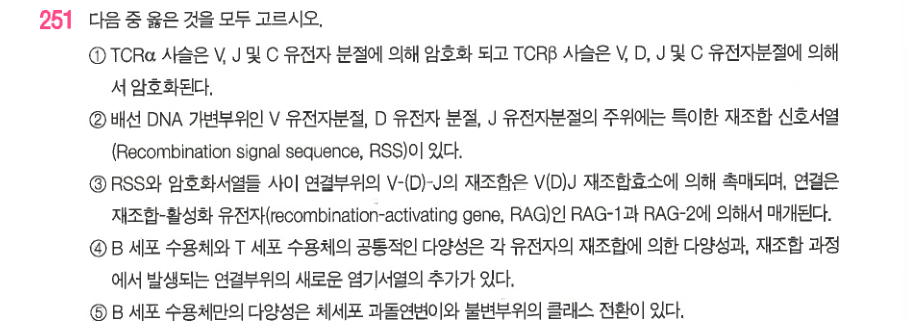 251 다음 중 옳은 것을 모두 고르시오.
① TCRα 사슬은 V, J 및 C 유전자 분절에 의해 암호화 되고 TCRβ 사슬은 V, D, J 및 C 유전자분절에 의해
서 암호화된다.
② 배선 DNA 가변부위인 V 유전자분절, D 유전자 분절, J 유전자분절의 주위에는 특이한 재조합 신호서열
(Recombination signal sequence, RSS)이 있다.
③ RSS와 암호화서열들 사이 연결부위의 V-(D)-J의 재조합은 V(D)J 재조합효소에 의해 촉매되며, 연결은
재조합-활성화 유전자(recombination-activating gene, RAG)인 RAG-1과 RAG-2에 의해서 매개된다.
④ B 세포 수용체와 T 세포 수용체의 공통적인 다양성은 각 유전자의 재조합에 의한 다양성과, 재조합 과정
에서 발생되는 연결부위의 새로운 염기서열의 추가가 있다.
⑤ B 세포 수용체만의 다양성은 체세포 과돌연변이와 불변부위의 클래스 전환이 있다.